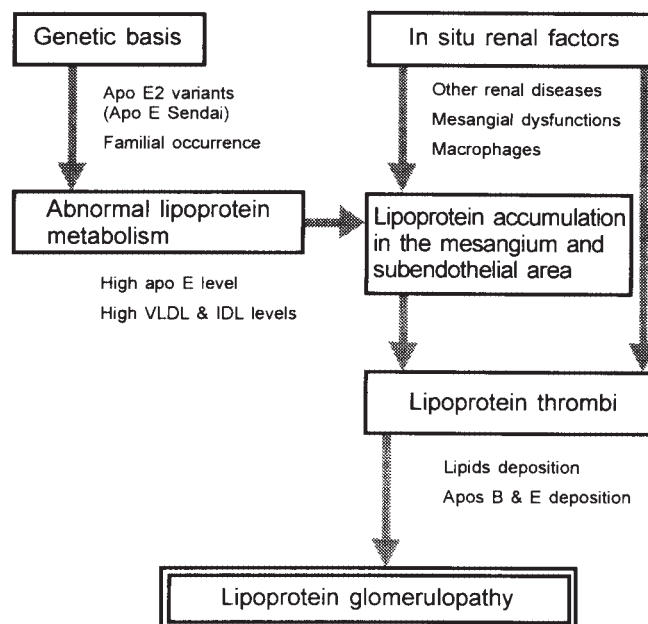 Genetic basis
In situ renal factors
Apo E2 variants
(Apo E Sendai)
Familial occurrence
Other renal diseases
Mesangial dysfunctions
Macrophages
Abnormal lipoprotein
metabolism
Lipoprotein accumulation
in the mesangium and
subendothelial area
High apo E level
High VLDL & IDL levels
Lipoprotein thrombi
Lipids deposition
Apos B & E deposition
Lipoprotein glomerulopathy